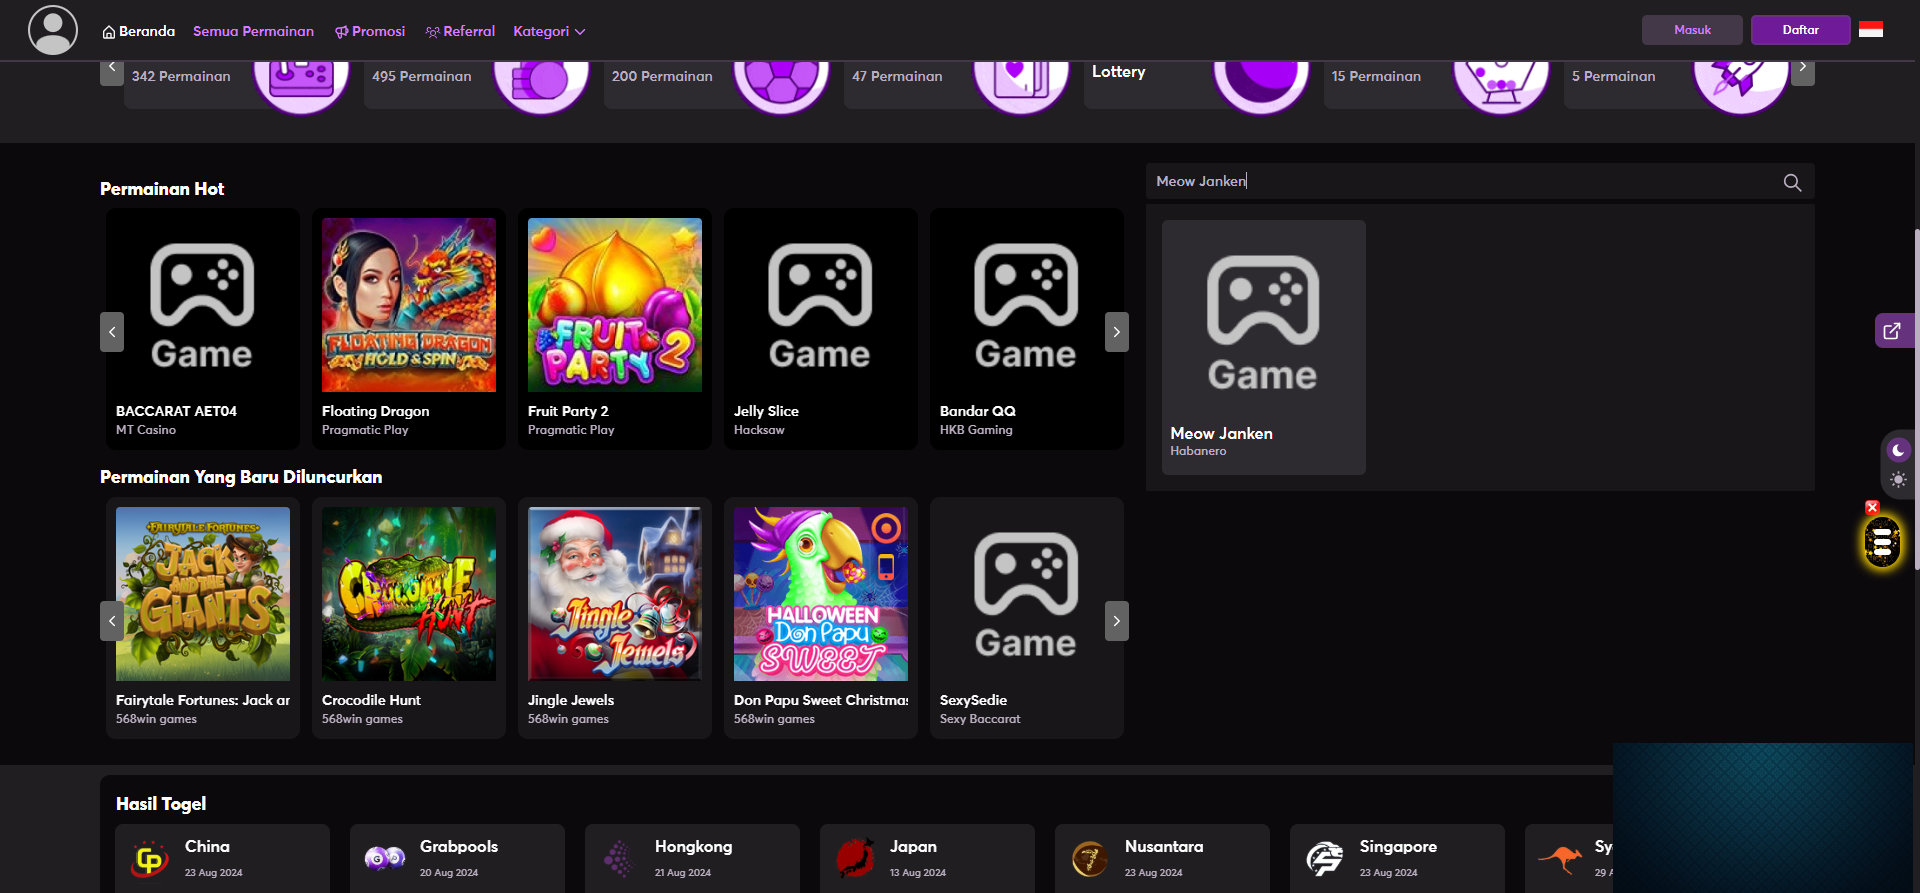 Beranda
Semua Permainan
Promosi
Referral
Kategori
Masuk
Daftar
342 Permainan
495 Permainan
200 Permainan
47 Permainan
Lottery
15 Permainan
5 Permainan
Permainan Hot
Game
BACCARAT AET04
MT Casino
FLOATING DRAGON
HOLD & SPIN
Floating Dragon
Pragmatic Play
FRUIT
PARTY 2
Fruit Party 2
Pragmatic Play
Game
Jelly Slice
Hacksaw
Game
Bandar QQ
HKB Gaming
Meow Janken
Game
Meow Janken
Habanero
Permainan Yang Baru Diluncurkan
FAIRYTALE FORTUNES
JACK
AND THE
GIANTS
Fairytale Fortunes: Jack ar
568win games
CROCODILE
HUNT
Crocodile Hunt
568win games
Jingle
Jewels
Jingle Jewels
568win games
HALLOWEEN
Don Papu
SWEET
Don Papu Sweet Christmas
568win games
Game
SexySedie
Sexy Baccarat
Hasil Togel
China
23 Aug 2024
G P
Grabpools
20 Aug 2024
Hongkong
21 Aug 2024
Japan
13 Aug 2024
Nusantara
23 Aug 2024
Singapore
23 Aug 2024
Sy
29 A